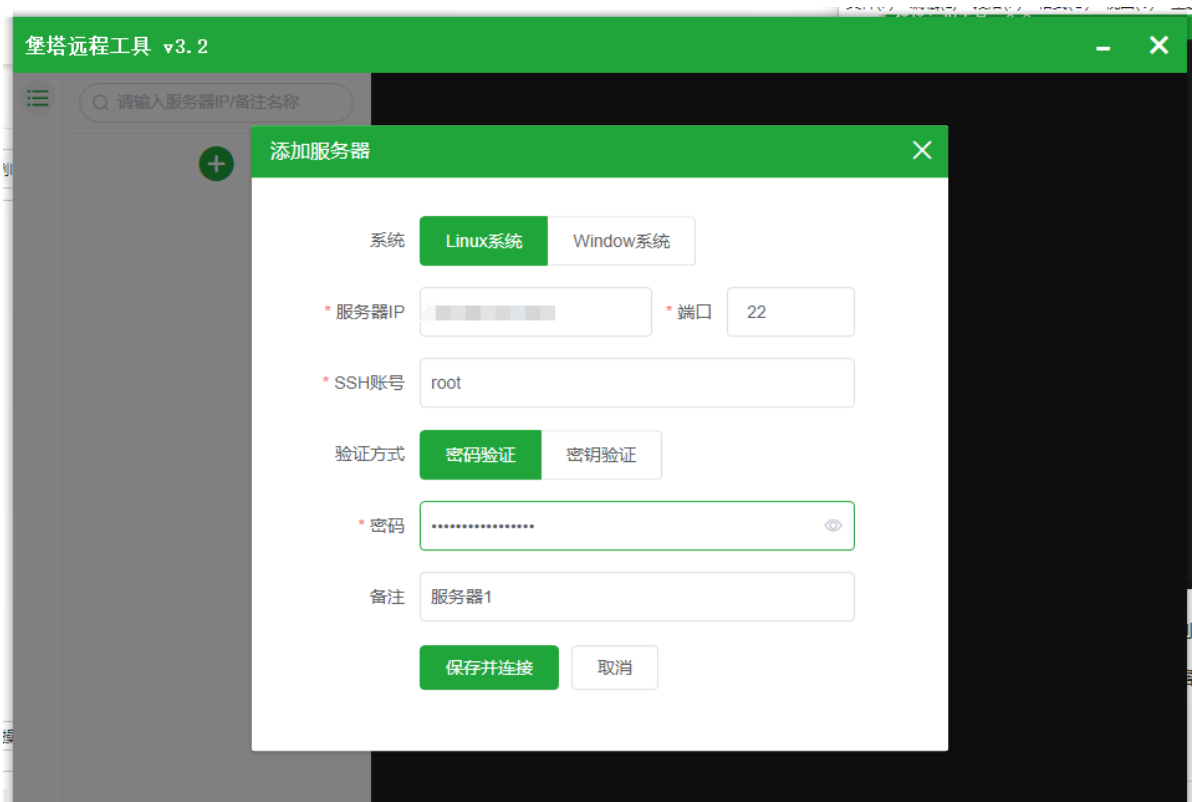 堡塔远程工具 v3.2
请输入服务器IP/备注名称
添加服务器
系统 Linux系统 Window系统
* 服务器IP * 端口 22
* SSH账号 root
验证方式 密码验证 密钥验证
* 密码 •••••••••••••••••
备注 服务器1
保存并连接 取消